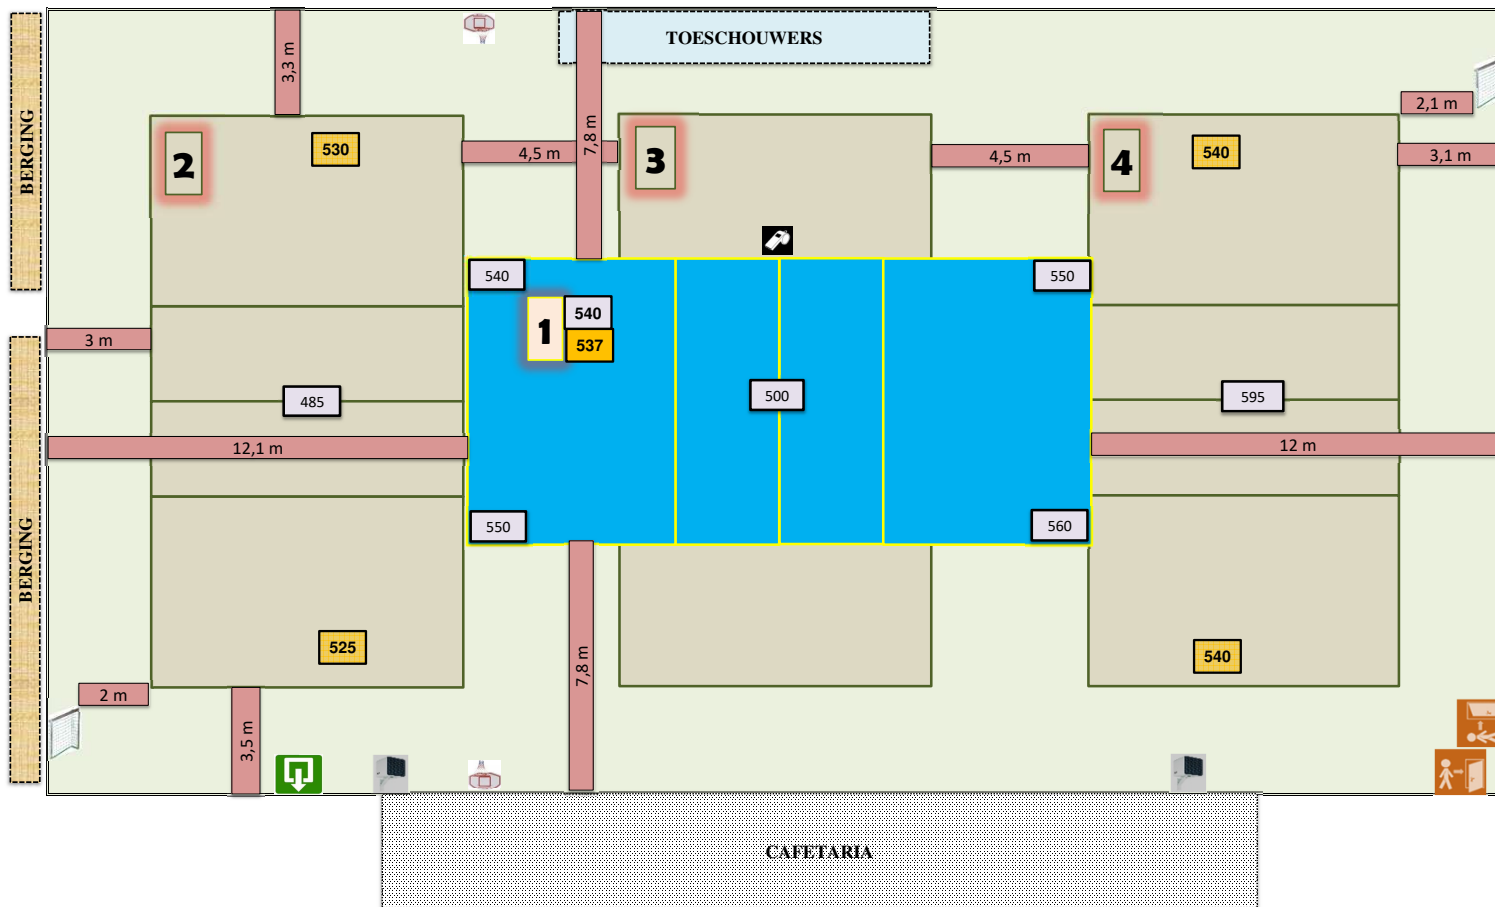 TOESCHOUWERS
BERGING
3,3 m
7,8 m
2,1 m
2
530
4,5 m
3
4,5 m
4
540
3,1 m
540
550
1
540
537
3 m
485
500
595
12,1 m
12 m
BERGING
550
560
525
7,8 m
540
2 m
3,5 m
CAFETARIA